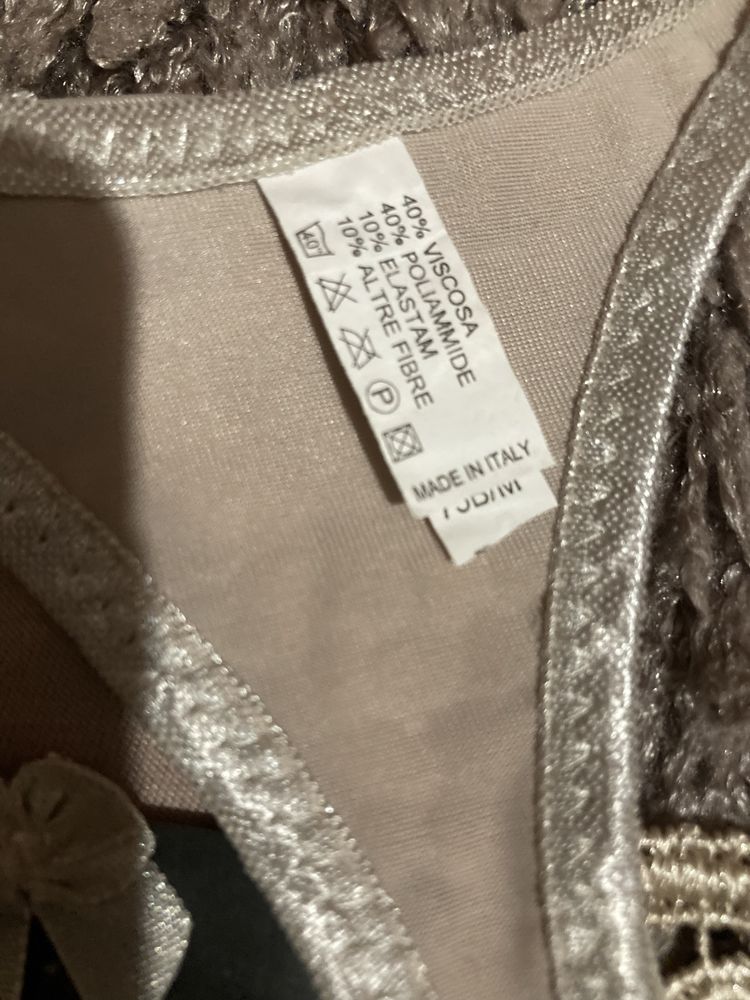 40% VISCOSA
40% POLIAMMIDE
10% ELASTAM
10% ALTRE FIBRE
40°
P
MADE IN ITALY